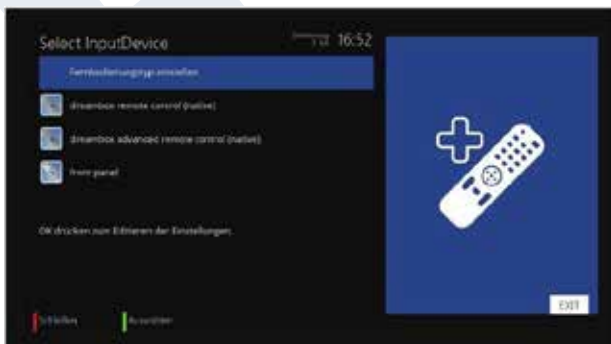 Select InputDevice 16:52
Fernbedienungstyp einstellen
dreambox remote control (native)
dreambox advanced remote control (native)
front panel
OK drücken zum Editieren der Einstellungen.
EXIT
Schließen Auswählen